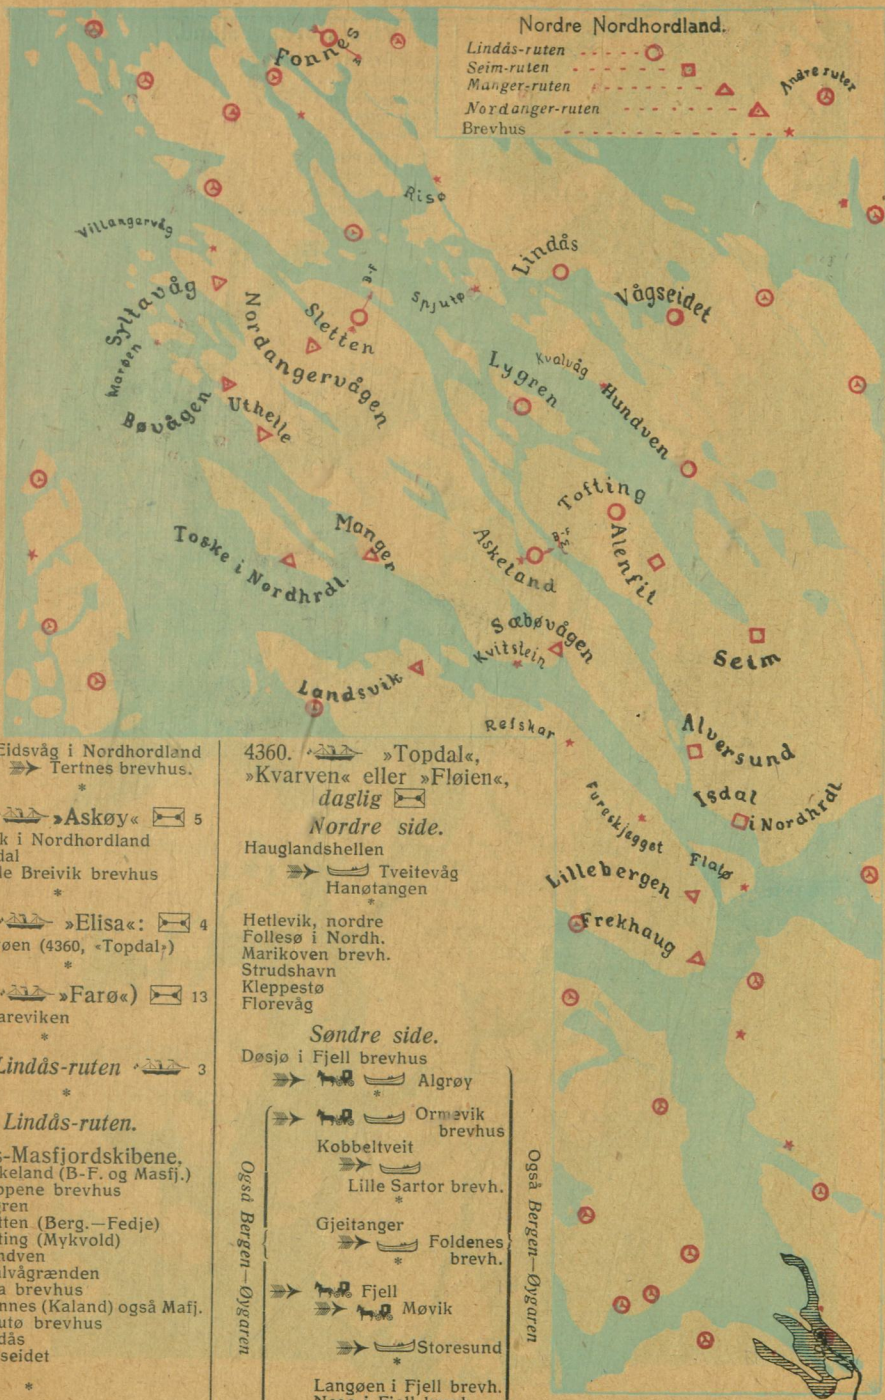 Nordre Nordhordland.
Lindås-ruten
Seim-ruten
Manger-ruten
Nordanger-ruten
Brevhus
Andre ruter
Fonnes
Risø
Villangervåg
Lindås
B-F
Spjutø
Vågseidet
Syltavåg
Nordangervågen
Sletten
Marøen
Bøvågen
Uthelle
Lygren
Kvalvåg
Hundven
Tofting
Alenfit
Manger
Toske i Nordhrdl.
Askeland
Sæbøvågen
Kvitstein
Seim
Landsvik
Refskar
Alversund
Isdal
i Nordhrdl
Fureskjegget
Flatø
Lillebergen
Frekhaug
Eidsvåg i Nordhordland
Tertnes brevhus.
*
»Askøy« 5
k i Nordhordland
dal
le Breivik brevhus
*
»Elisa«: 4
øen (4360, «Topdal»)
*
»Farø«) 13
areviken
*
Lindås-ruten 3
*
Lindås-ruten.
s-Masfjordskibene.
keland (B-F. og Masfj.)
ppene brevhus
gren
tten (Berg.—Fedje)
ting (Mykvold)
ndven
alvågrænden
a brevhus
nnes (Kaland) også Mafj.
utø brevhus
dås
seidet
*
4360. »Topdal«,
»Kvarven« eller »Fløien«,
daglig
Nordre side.
Hauglandshellen
Tveitevåg
Hanøtangen
*
Hetlevik, nordre
Follesø i Nordh.
Marikoven brevh.
Strudshavn
Kleppestø
Florevåg
Søndre side.
Døsjø i Fjell brevhus
Algrøy
*
Ormevik
brevhus
Kobbeltveit
Lille Sartor brevh.
*
Gjeitanger
Foldenes
* brevh.
Fjell
Møvik
Storesund
*
Langøen i Fjell brevh.
Også Bergen—Øygaren
Også Bergen—Øygaren